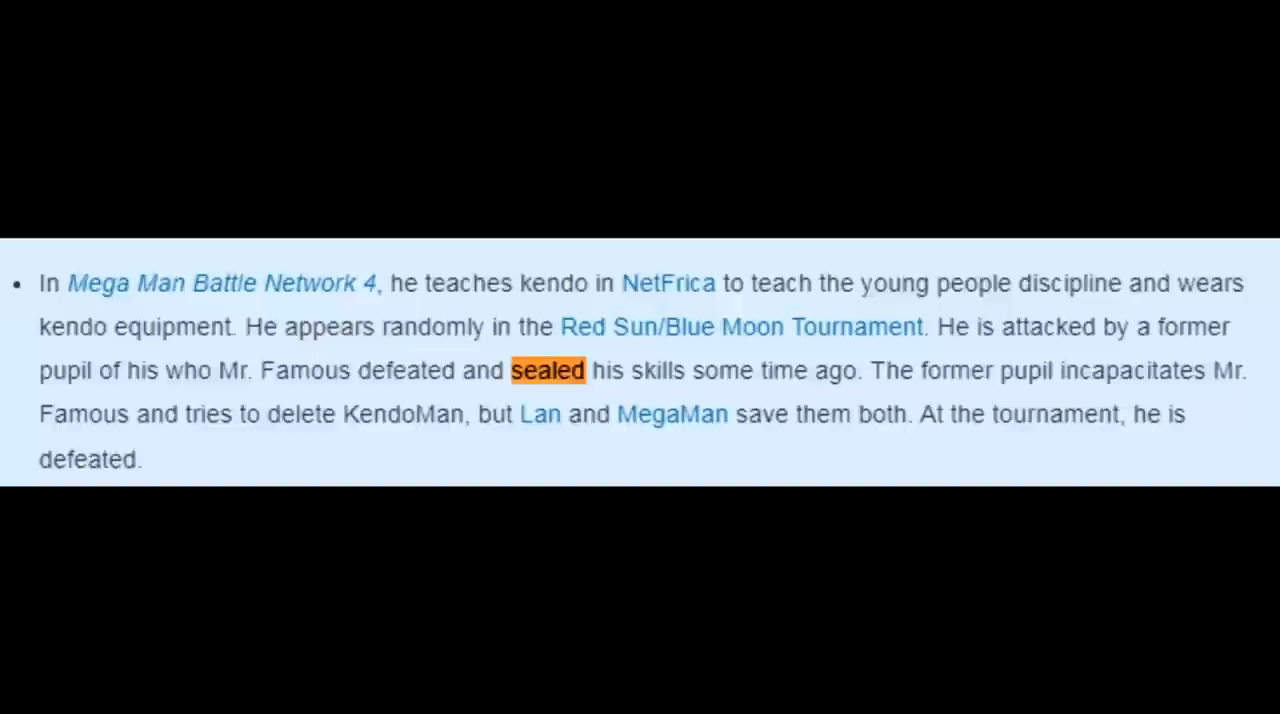 • In Mega Man Battle Network 4, he teaches kendo in NetFrica to teach the young people discipline and wears
kendo equipment. He appears randomly in the Red Sun/Blue Moon Tournament. He is attacked by a former
pupil of his who Mr. Famous defeated and sealed his skills some time ago. The former pupil incapacitates Mr.
Famous and tries to delete KendoMan, but Lan and MegaMan save them both. At the tournament, he is
defeated.